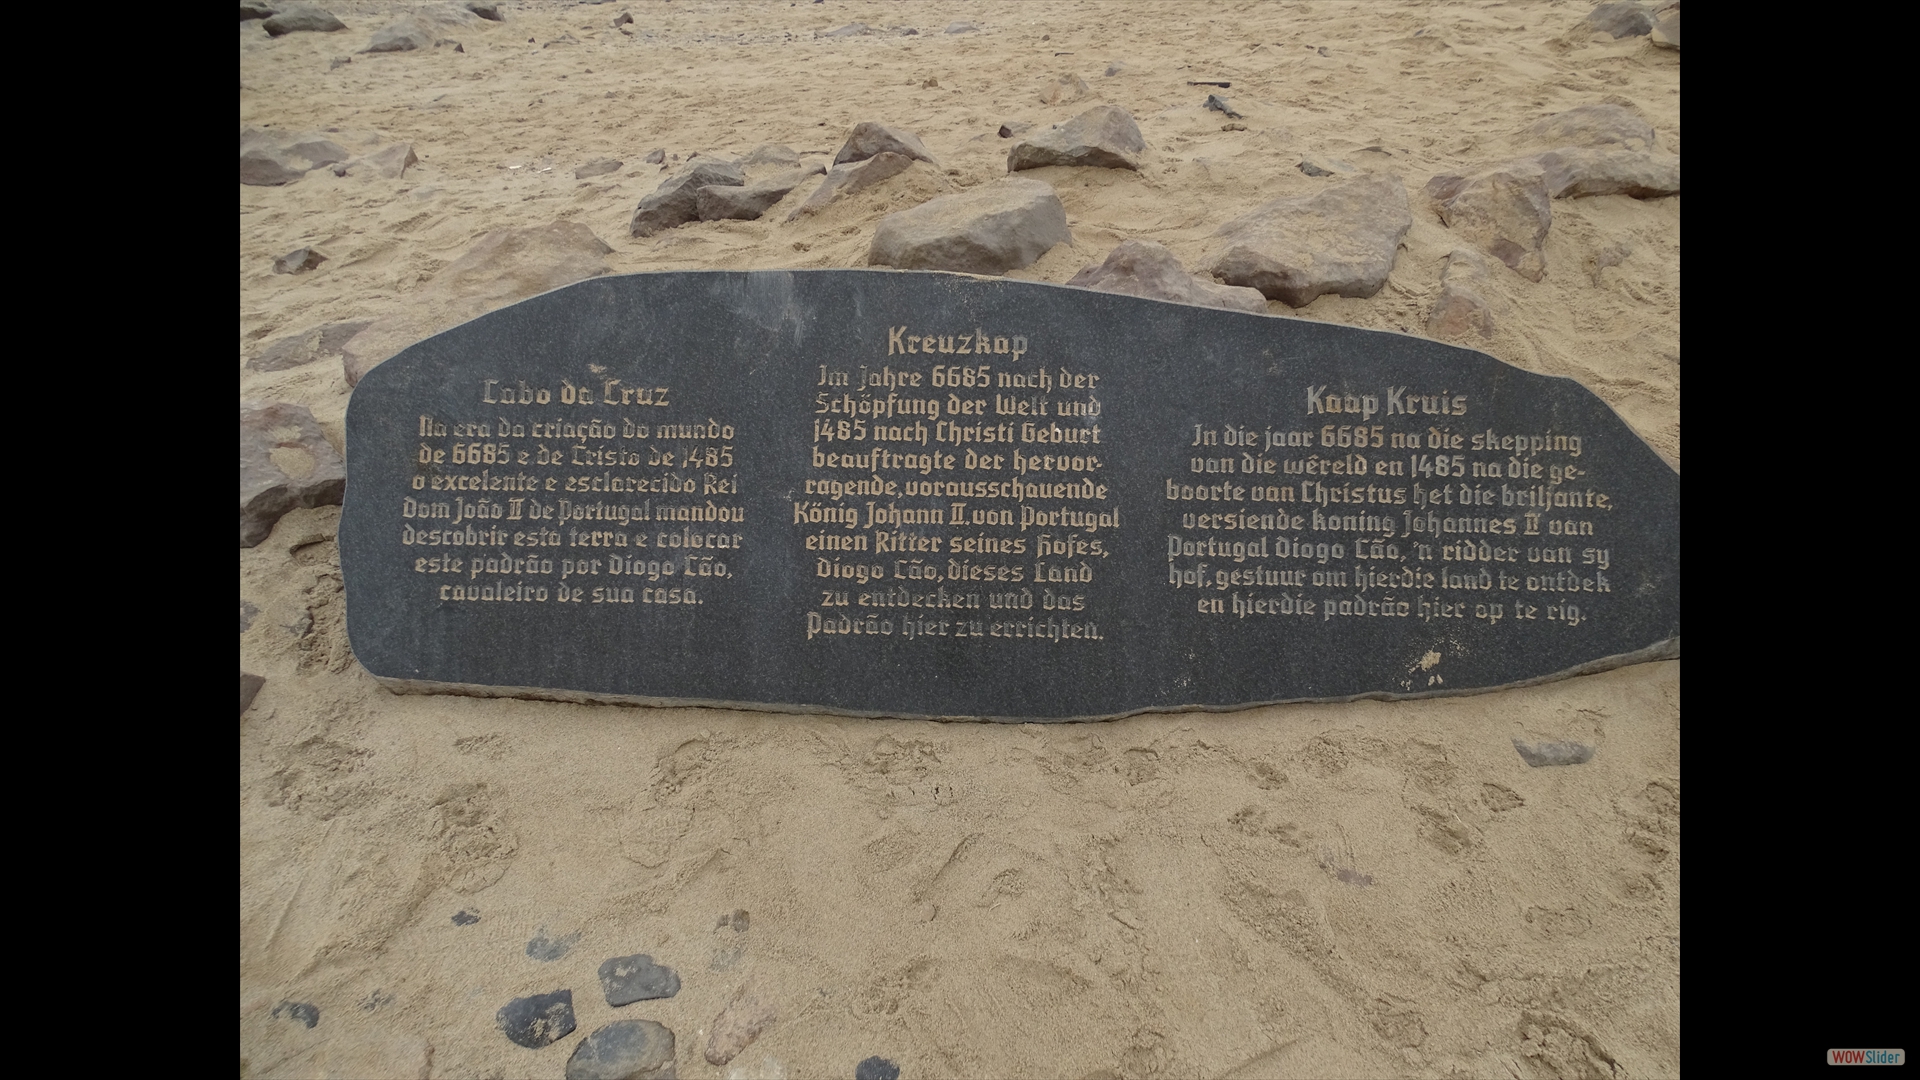 Cabo da Cruz
Na era da criação do mundo
de 6685 e de Cristo de 1485
o excelente e esclarecido Rei
Dom João II de Portugal mandou
descobrir esta terra e colocar
este padrão por Diogo Cão,
cavaleiro de sua casa.
Kreuzkap
Im Jahre 6685 nach der
Schöpfung der Welt und
1485 nach Christi Geburt
beauftragte der hervor-
ragende, vorausschauende
König Johann II. von Portugal
einen Ritter seines Hofes,
Diogo Cão, dieses Land
zu entdecken und das
Padrão hier zu errichten.
Kaap Kruis
In die jaar 6685 na die skepping
van die wêreld en 1485 na die ge-
boorte van Christus het die briljante,
versiende koning Johannes II van
Portugal Diogo Cão, 'n ridder van sy
hof, gestuur om hierdie land te ontdek
en hierdie padrão hier op te rig.
WOWSlider